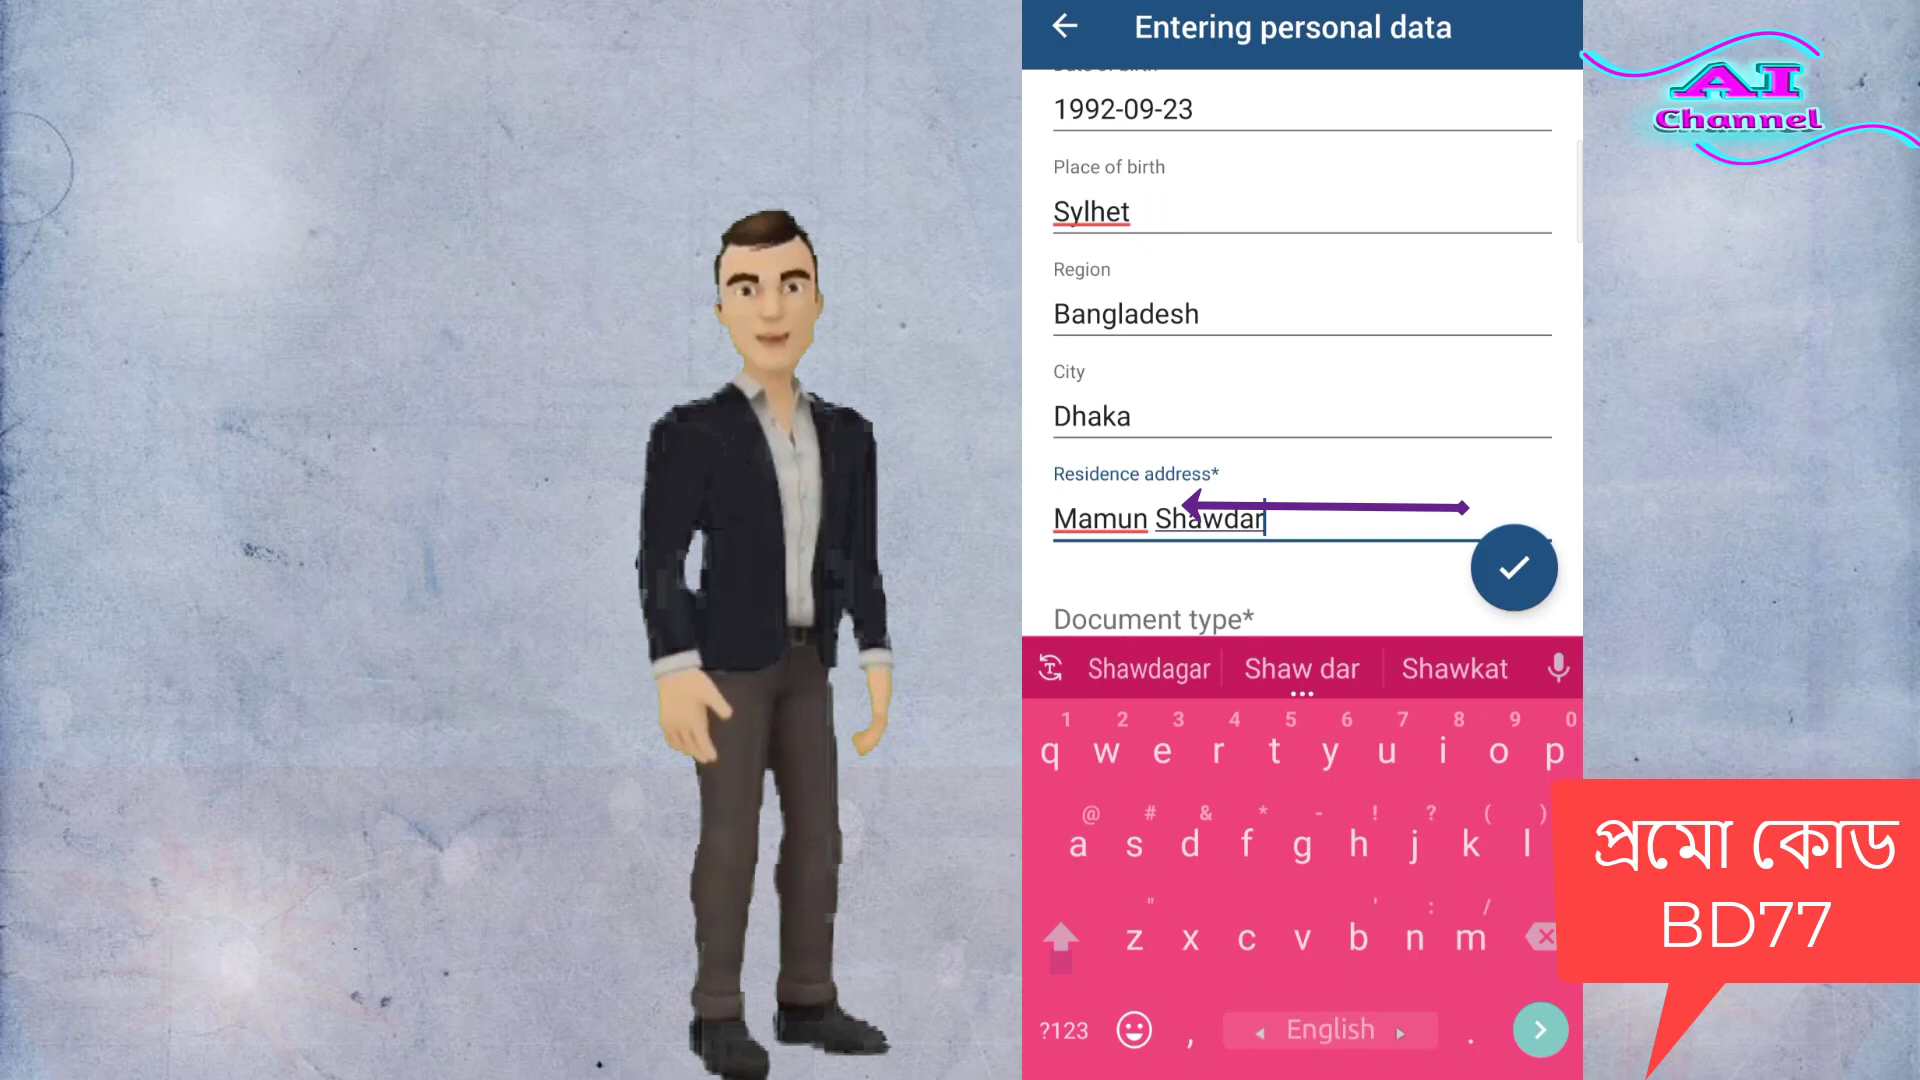 Entering personal data
1992-09-23
Place of birth
Sylhet
Region
Bangladesh
City
Dhaka
Residence address*
Mamun Shawdar
Document type*
Shawdagar Shaw dar Shawkat
1 2 3 4 5 6 7 8 9 0
q w e r t y u i o p
@ # & * - ! ? ( )
a s d f g h j k l
" ' : /
z x c v b n m
?123 , English .
AI
Channel
প্রমো কোড
BD77